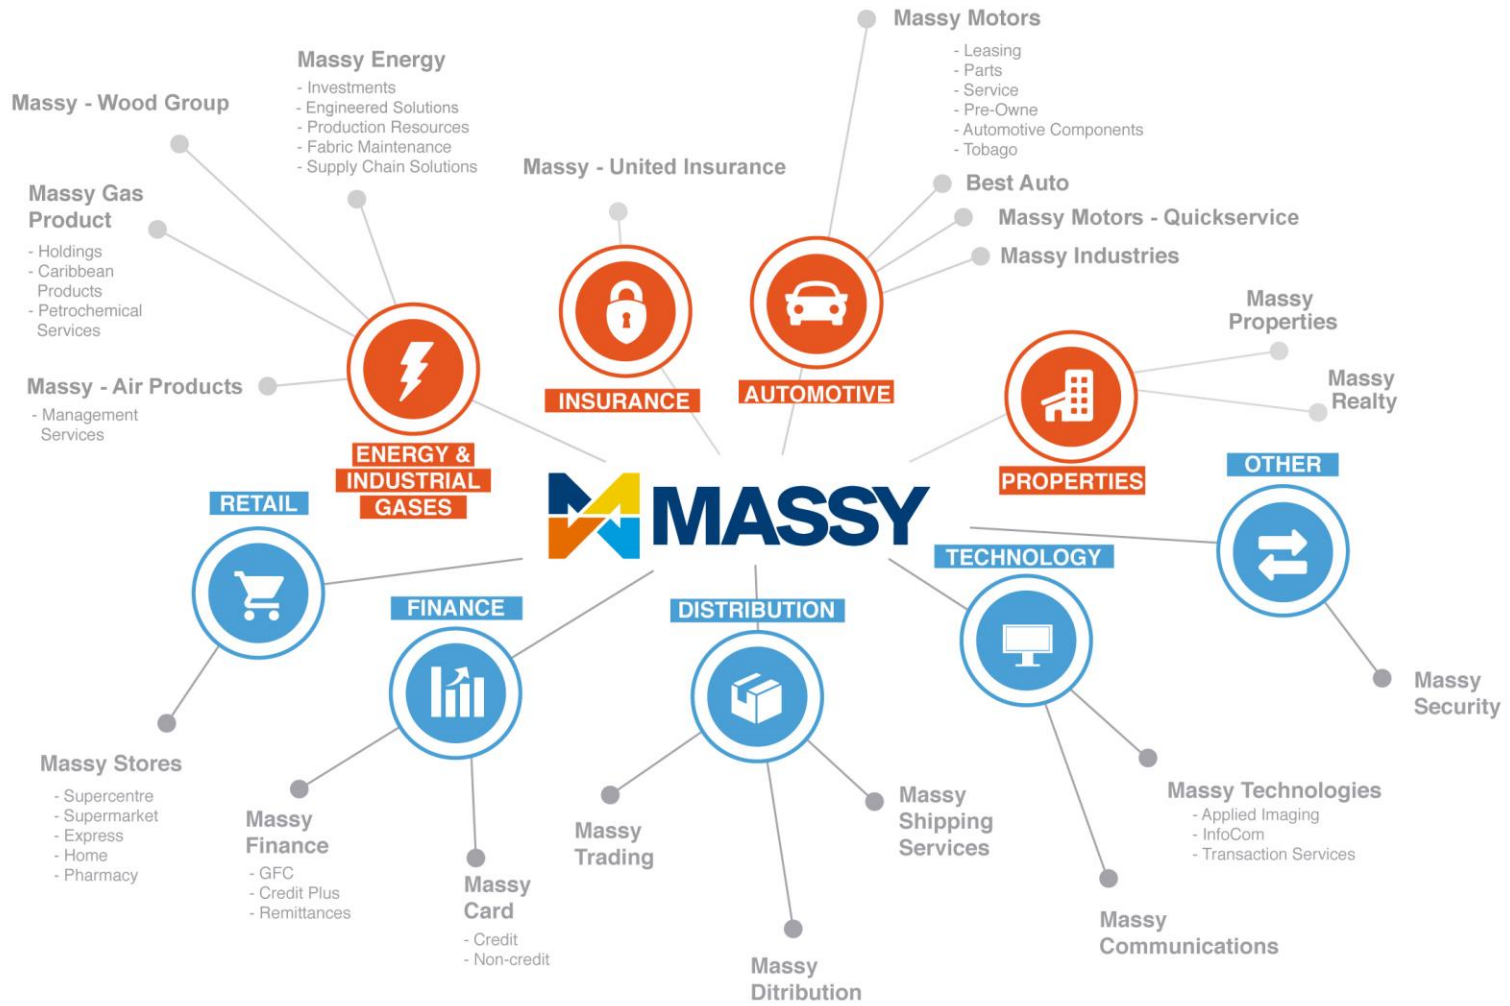 Massy Motors
- Leasing
- Parts
- Service
- Pre-Owne
- Automotive Components
- Tobago
Massy Energy
- Investments
- Engineered Solutions
- Production Resources
- Fabric Maintenance
- Supply Chain Solutions
Massy - Wood Group
Massy - United Insurance
Best Auto
Massy Motors - Quickservice
Massy Industries
Massy Gas
Product
- Holdings
- Caribbean
Products
- Petrochemical
Services
Massy
Properties
Massy
Realty
Massy - Air Products
- Management
Services
INSURANCE
AUTOMOTIVE
ENERGY &
INDUSTRIAL
GASES
PROPERTIES
OTHER
RETAIL
MASSY
TECHNOLOGY
FINANCE
DISTRIBUTION
Massy
Security
Massy Stores
- Supercentre
- Supermarket
- Express
- Home
- Pharmacy
Massy
Finance
- GFC
- Credit Plus
- Remittances
Massy
Card
- Credit
- Non-credit
Massy
Trading
Massy
Shipping
Services
Massy
Ditribution
Massy Technologies
- Applied Imaging
- InfoCom
- Transaction Services
Massy
Communications